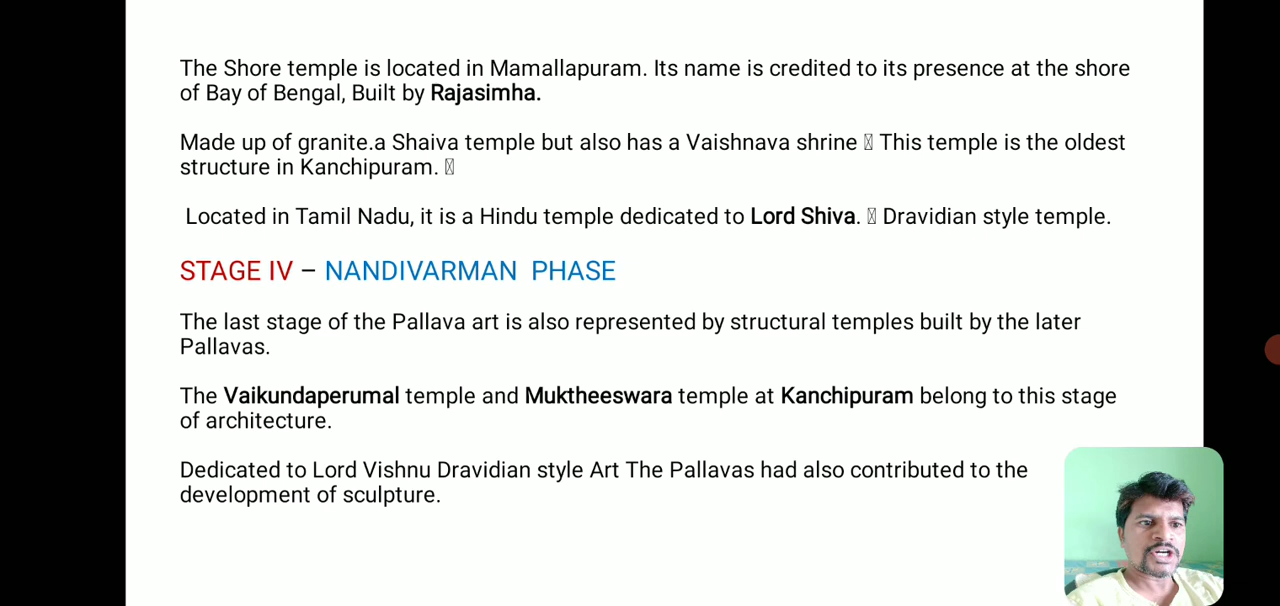 The Shore temple is located in Mamallapuram. Its name is credited to its presence at the shore
of Bay of Bengal, Built by Rajasimha.
Made up of granite.a Shaiva temple but also has a Vaishnava shrine  This temple is the oldest
structure in Kanchipuram. 
Located in Tamil Nadu, it is a Hindu temple dedicated to Lord Shiva.  Dravidian style temple.
STAGE IV – NANDIVARMAN PHASE
The last stage of the Pallava art is also represented by structural temples built by the later
Pallavas.
The Vaikundaperumal temple and Muktheeswara temple at Kanchipuram belong to this stage
of architecture.
Dedicated to Lord Vishnu Dravidian style Art The Pallavas had also contributed to the
development of sculpture.